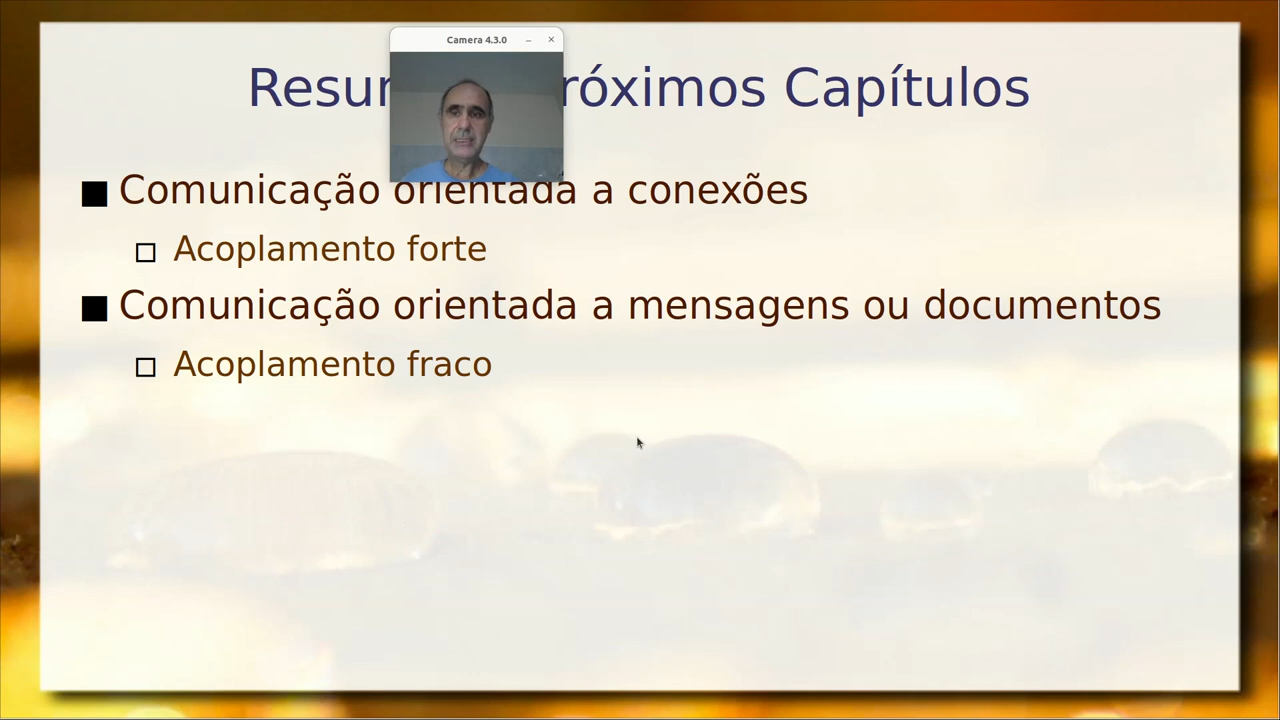 Camera 4.3.0
Resu róximos Capítulos
Comunicação orientada a conexões
Acoplamento forte
Comunicação orientada a mensagens ou documentos
Acoplamento fraco